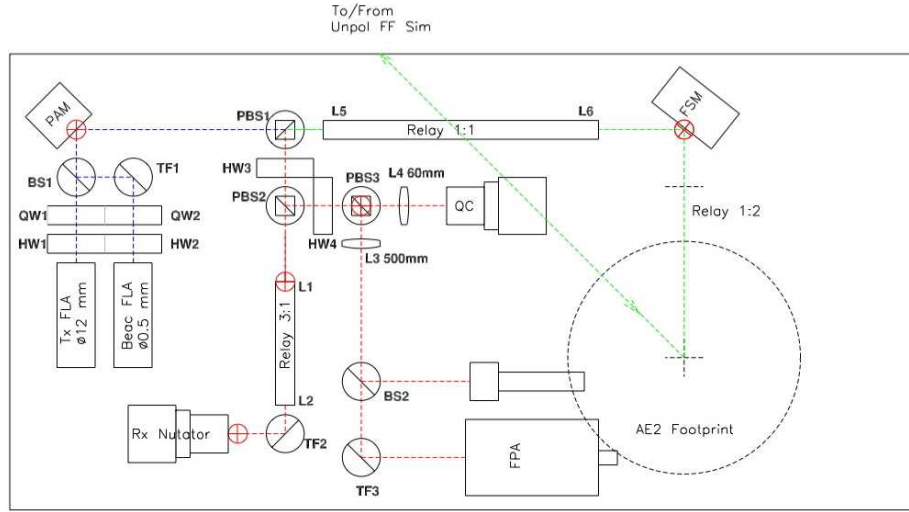 To/From
Unpol FF Sim
PAM
PBS1
L5
L6
Relay 1:1
FSM
BS1
TF1
HW3
PBS2
PBS3
L4 60mm
QC
Relay 1:2
QW1
QW2
HW1
HW2
HW4
L3 500mm
Tx FLA
ø12 mm
Beac FLA
ø0.5 mm
L1
Relay 3:1
L2
BS2
Rx Nutator
TF2
AE2 Footprint
FPA
TF3